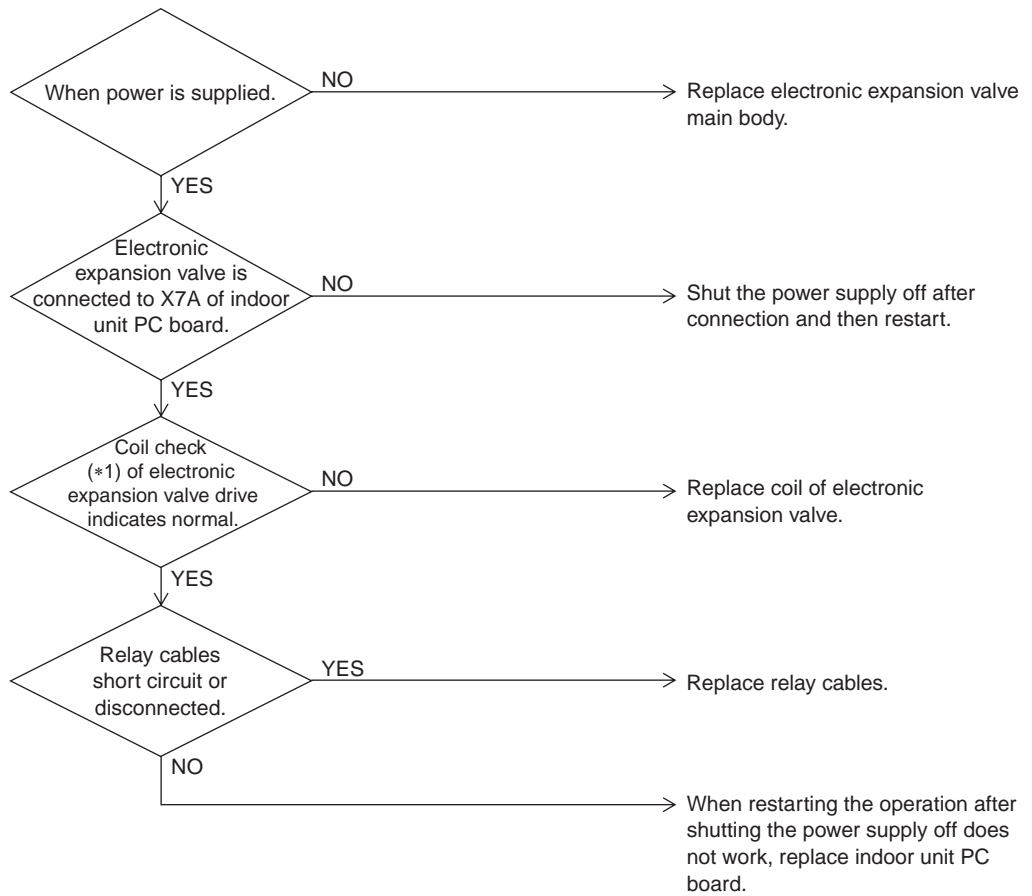 When power is supplied.
NO
Replace electronic expansion valve
main body.
YES
Electronic
expansion valve is
connected to X7A of indoor
unit PC board.
NO
Shut the power supply off after
connection and then restart.
YES
Coil check
(*1) of electronic
expansion valve drive
indicates normal.
NO
Replace coil of electronic
expansion valve.
YES
Relay cables
short circuit or
disconnected.
YES
Replace relay cables.
NO
When restarting the operation after
shutting the power supply off does
not work, replace indoor unit PC
board.